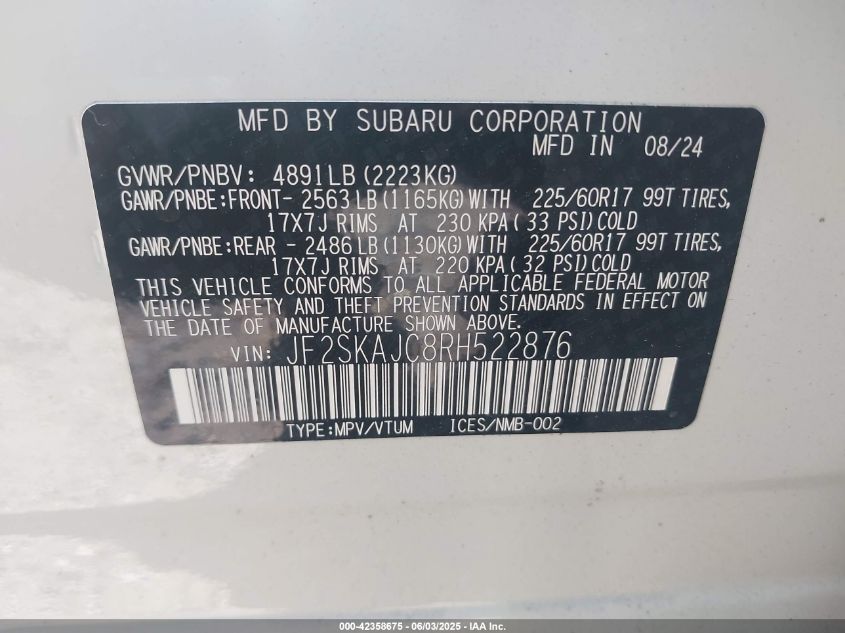 MFD BY SUBARU CORPORATION
MFD IN 08/24
GVWR/PNBV: 4891LB(2223KG)
GAWR/PNBE:FRONT- 2563LB(1165KG)WITH 225/60R17 99T TIRES,
17X7J RIMS AT 230 KPA( 33 PSI)COLD
GAWR/PNBE:REAR - 2486LB(1130KG)WITH 225/60R17 99T TIRES,
17X7J RIMS AT 220 KPA( 32 PSI)COLD
THIS VEHICLE CONFORMS TO ALL APPLICABLE FEDERAL MOTOR
VEHICLE SAFETY AND THEFT PREVENTION STANDARDS IN EFFECT ON
THE DATE OF MANUFACTURE SHOWN ABOVE.
VIN: JF2SKAJC8RH522876
TYPE:MPV/VTUM ICES/NMB-002
000-42358675 - 06/03/2025 - IAA Inc.